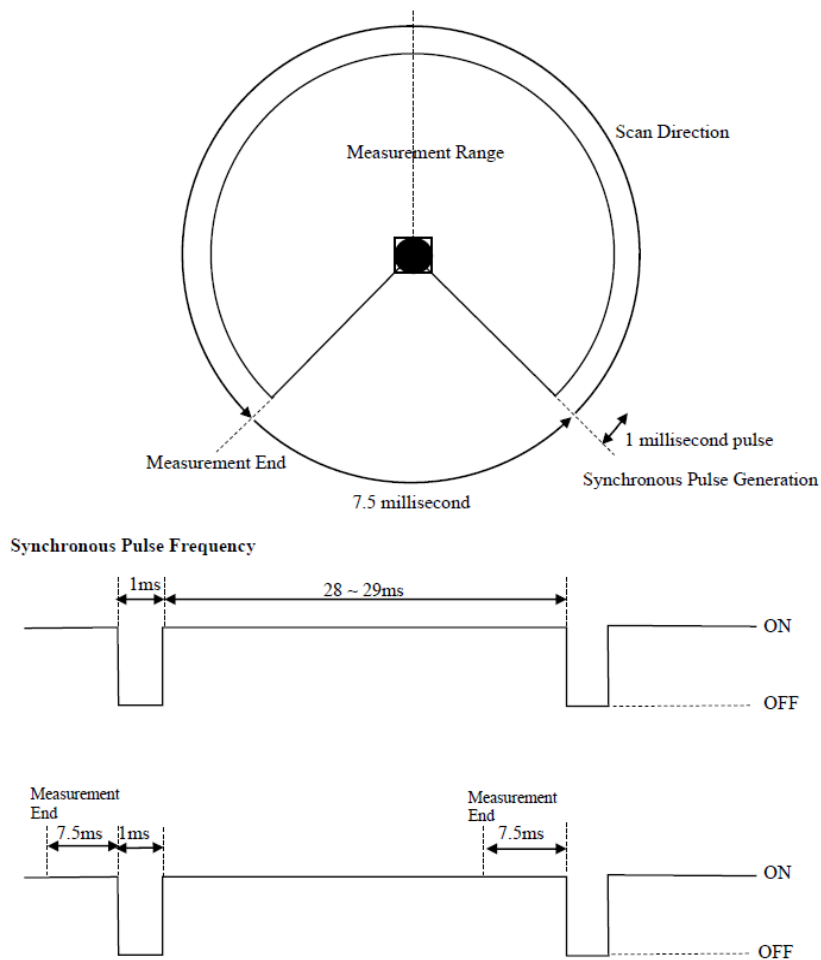 Scan Direction
Measurement Range
1 millisecond pulse
Measurement End
Synchronous Pulse Generation
7.5 millisecond
Synchronous Pulse Frequency
1ms
28 ~ 29ms
ON
OFF
Measurement
End
Measurement
End
7.5ms
1ms
7.5ms
ON
OFF